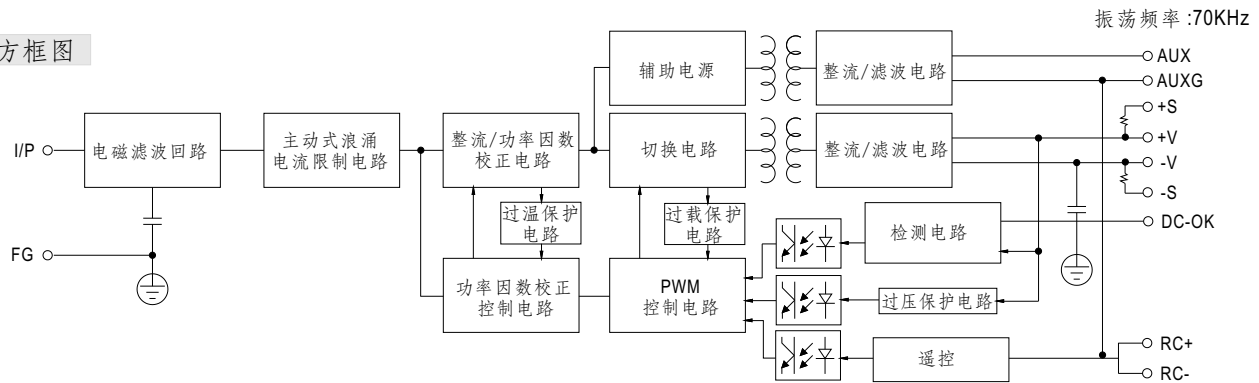 振荡频率:70KHz
方框图
辅助电源
整流/滤波电路
AUX
AUXG
+S
I/P
电磁滤波回路
主动式浪涌
电流限制电路
整流/功率因数
校正电路
切换电路
整流/滤波电路
+V
-V
-S
过温保护
电路
过载保护
电路
检测电路
DC-OK
FG
功率因数校正
控制电路
PWM
控制电路
过压保护电路
遥控
RC+
RC-